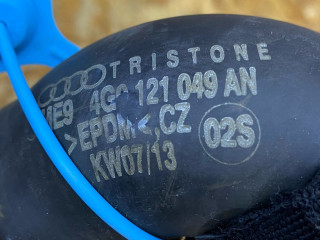 TRISTONE
4G0 121 049 AN
>EPDM<,CZ
KW07/13
02S